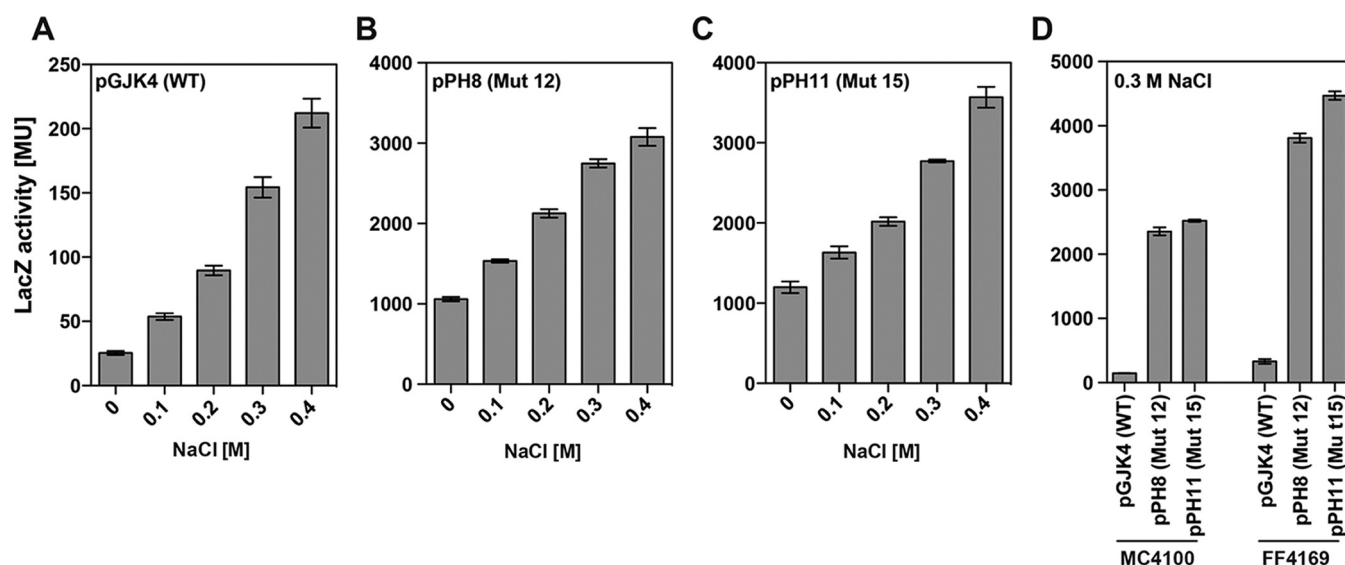 A
pGJK4 (WT)
LacZ activity [MU]
250
200
150
100
50
0
0
0.1
0.2
0.3
0.4
NaCl [M]
B
pPH8 (Mut 12)
4000
3000
2000
1000
0
0
0.1
0.2
0.3
0.4
NaCl [M]
C
pPH11 (Mut 15)
4000
3000
2000
1000
0
0
0.1
0.2
0.3
0.4
NaCl [M]
D
0.3 M NaCl
5000
4000
3000
2000
1000
0
pGJK4 (WT)
pPH8 (Mut 12)
pPH11 (Mut 15)
MC4100
pGJK4 (WT)
pPH8 (Mut 12)
pPH11 (Mu t15)
FF4169